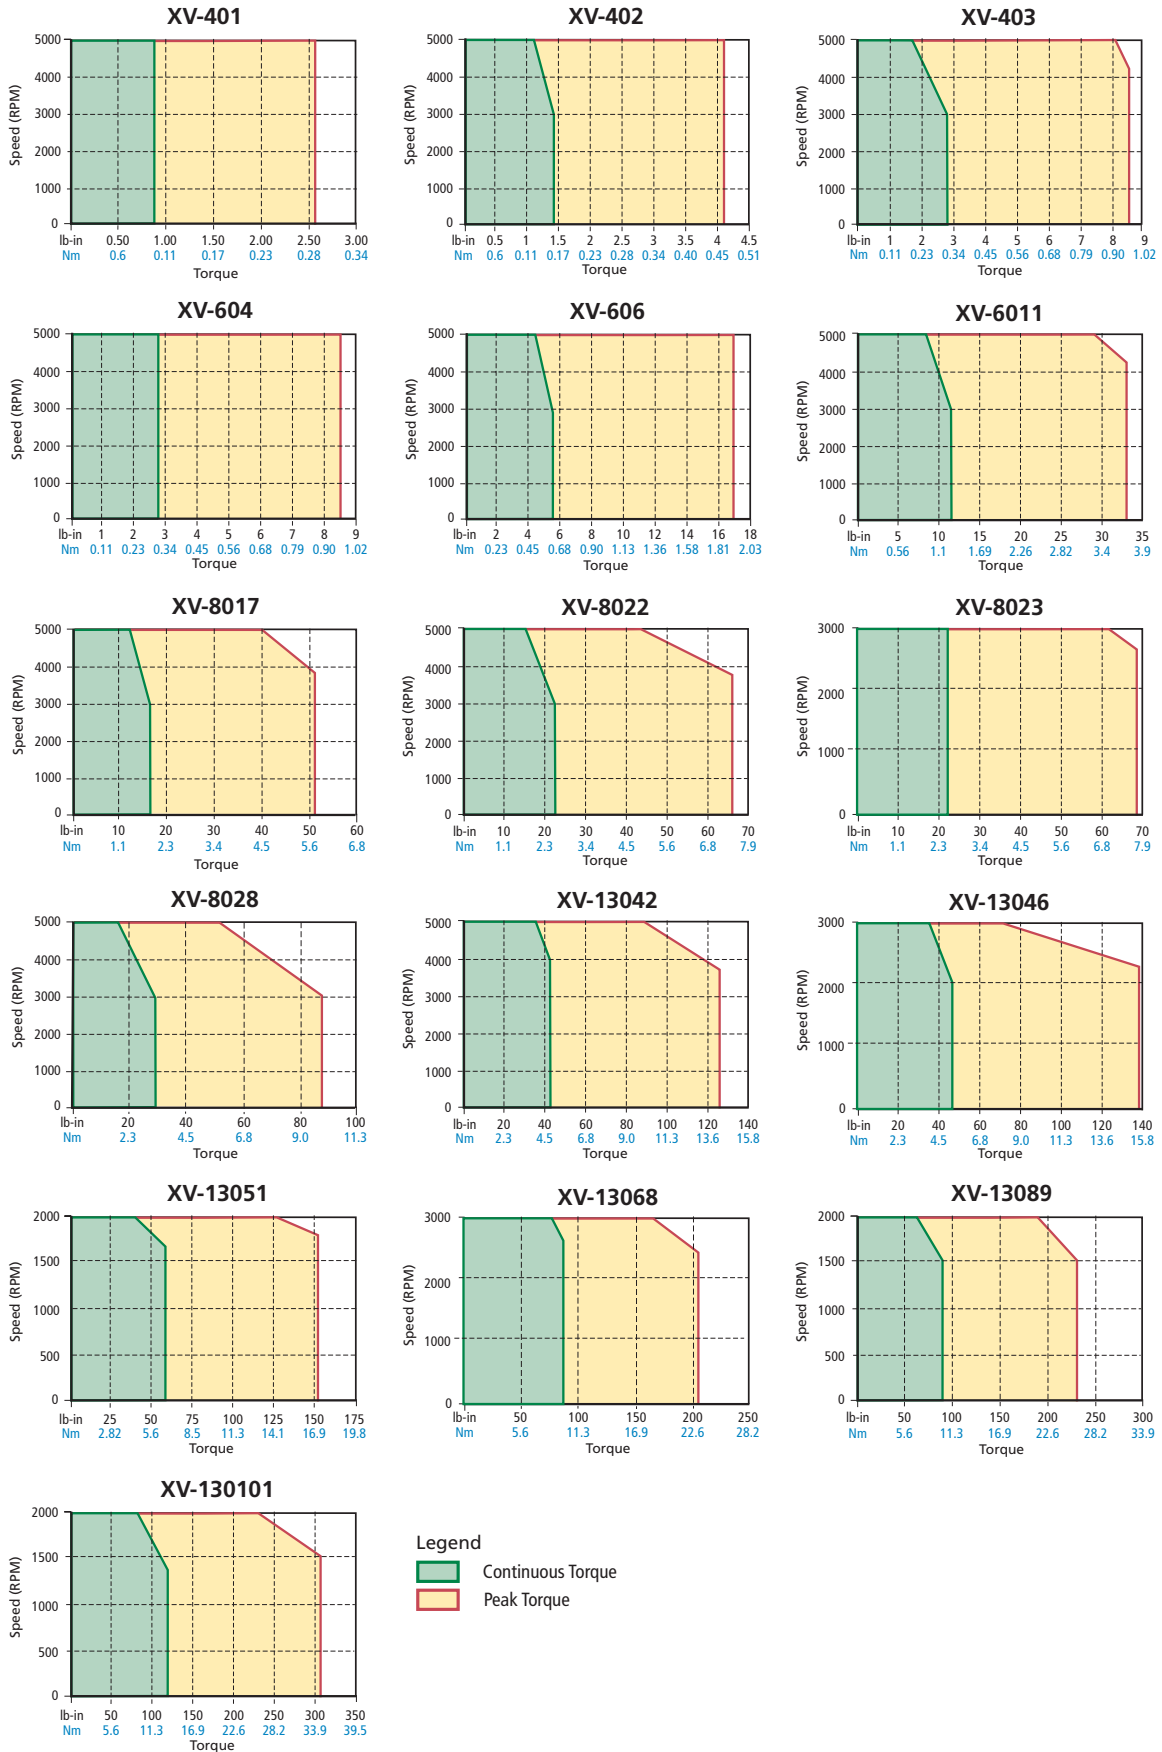 XV-401
Speed (RPM)
5000
4000
3000
2000
1000
0
lb-in 0.50 1.00 1.50 2.00 2.50 3.00
Nm 0.6 0.11 0.17 0.23 0.28 0.34
Torque
XV-402
Speed (RPM)
5000
4000
3000
2000
1000
0
lb-in 0.5 1 1.5 2 2.5 3 3.5 4 4.5
Nm 0.6 0.11 0.17 0.23 0.28 0.34 0.40 0.45 0.51
Torque
XV-403
Speed (RPM)
5000
4000
3000
2000
1000
0
lb-in 1 2 3 4 5 6 7 8 9
Nm 0.11 0.23 0.34 0.45 0.56 0.68 0.79 0.90 1.02
Torque
XV-604
Speed (RPM)
5000
4000
3000
2000
1000
0
lb-in 1 2 3 4 5 6 7 8 9
Nm 0.11 0.23 0.34 0.45 0.56 0.68 0.79 0.90 1.02
Torque
XV-606
Speed (RPM)
5000
4000
3000
2000
1000
0
lb-in 2 4 6 8 10 12 14 16 18
Nm 0.23 0.45 0.68 0.90 1.13 1.36 1.58 1.81 2.03
Torque
XV-6011
Speed (RPM)
5000
4000
3000
2000
1000
0
lb-in 5 10 15 20 25 30 35
Nm 0.56 1.1 1.69 2.26 2.82 3.4 3.9
Torque
XV-8017
Speed (RPM)
5000
4000
3000
2000
1000
0
lb-in 10 20 30 40 50 60
Nm 1.1 2.3 3.4 4.5 5.6 6.8
Torque
XV-8022
Speed (RPM)
5000
4000
3000
2000
1000
0
lb-in 10 20 30 40 50 60 70
Nm 1.1 2.3 3.4 4.5 5.6 6.8 7.9
Torque
XV-8023
Speed (RPM)
3000
2000
1000
0
lb-in 10 20 30 40 50 60 70
Nm 1.1 2.3 3.4 4.5 5.6 6.8 7.9
Torque
XV-8028
Speed (RPM)
5000
4000
3000
2000
1000
0
lb-in 20 40 60 80 100
Nm 2.3 4.5 6.8 9.0 11.3
Torque
XV-13042
Speed (RPM)
5000
4000
3000
2000
1000
0
lb-in 20 40 60 80 100 120 140
Nm 2.3 4.5 6.8 9.0 11.3 13.6 15.8
Torque
XV-13046
Speed (RPM)
3000
2000
1000
0
lb-in 20 40 60 80 100 120 140
Nm 2.3 4.5 6.8 9.0 11.3 13.6 15.8
Torque
XV-13051
Speed (RPM)
2000
1500
1000
500
0
lb-in 25 50 75 100 125 150 175
Nm 2.82 5.6 8.5 11.3 14.1 16.9 19.8
Torque
XV-13068
Speed (RPM)
3000
2000
1000
0
lb-in 50 100 150 200 250
Nm 5.6 11.3 16.9 22.6 28.2
Torque
XV-13089
Speed (RPM)
2000
1500
1000
500
0
lb-in 50 100 150 200 250 300
Nm 5.6 11.3 16.9 22.6 28.2 33.9
Torque
XV-130101
Speed (RPM)
2000
1500
1000
500
0
lb-in 50 100 150 200 250 300 350
Nm 5.6 11.3 16.9 22.6 28.2 33.9 39.5
Torque
Legend
Continuous Torque
Peak Torque